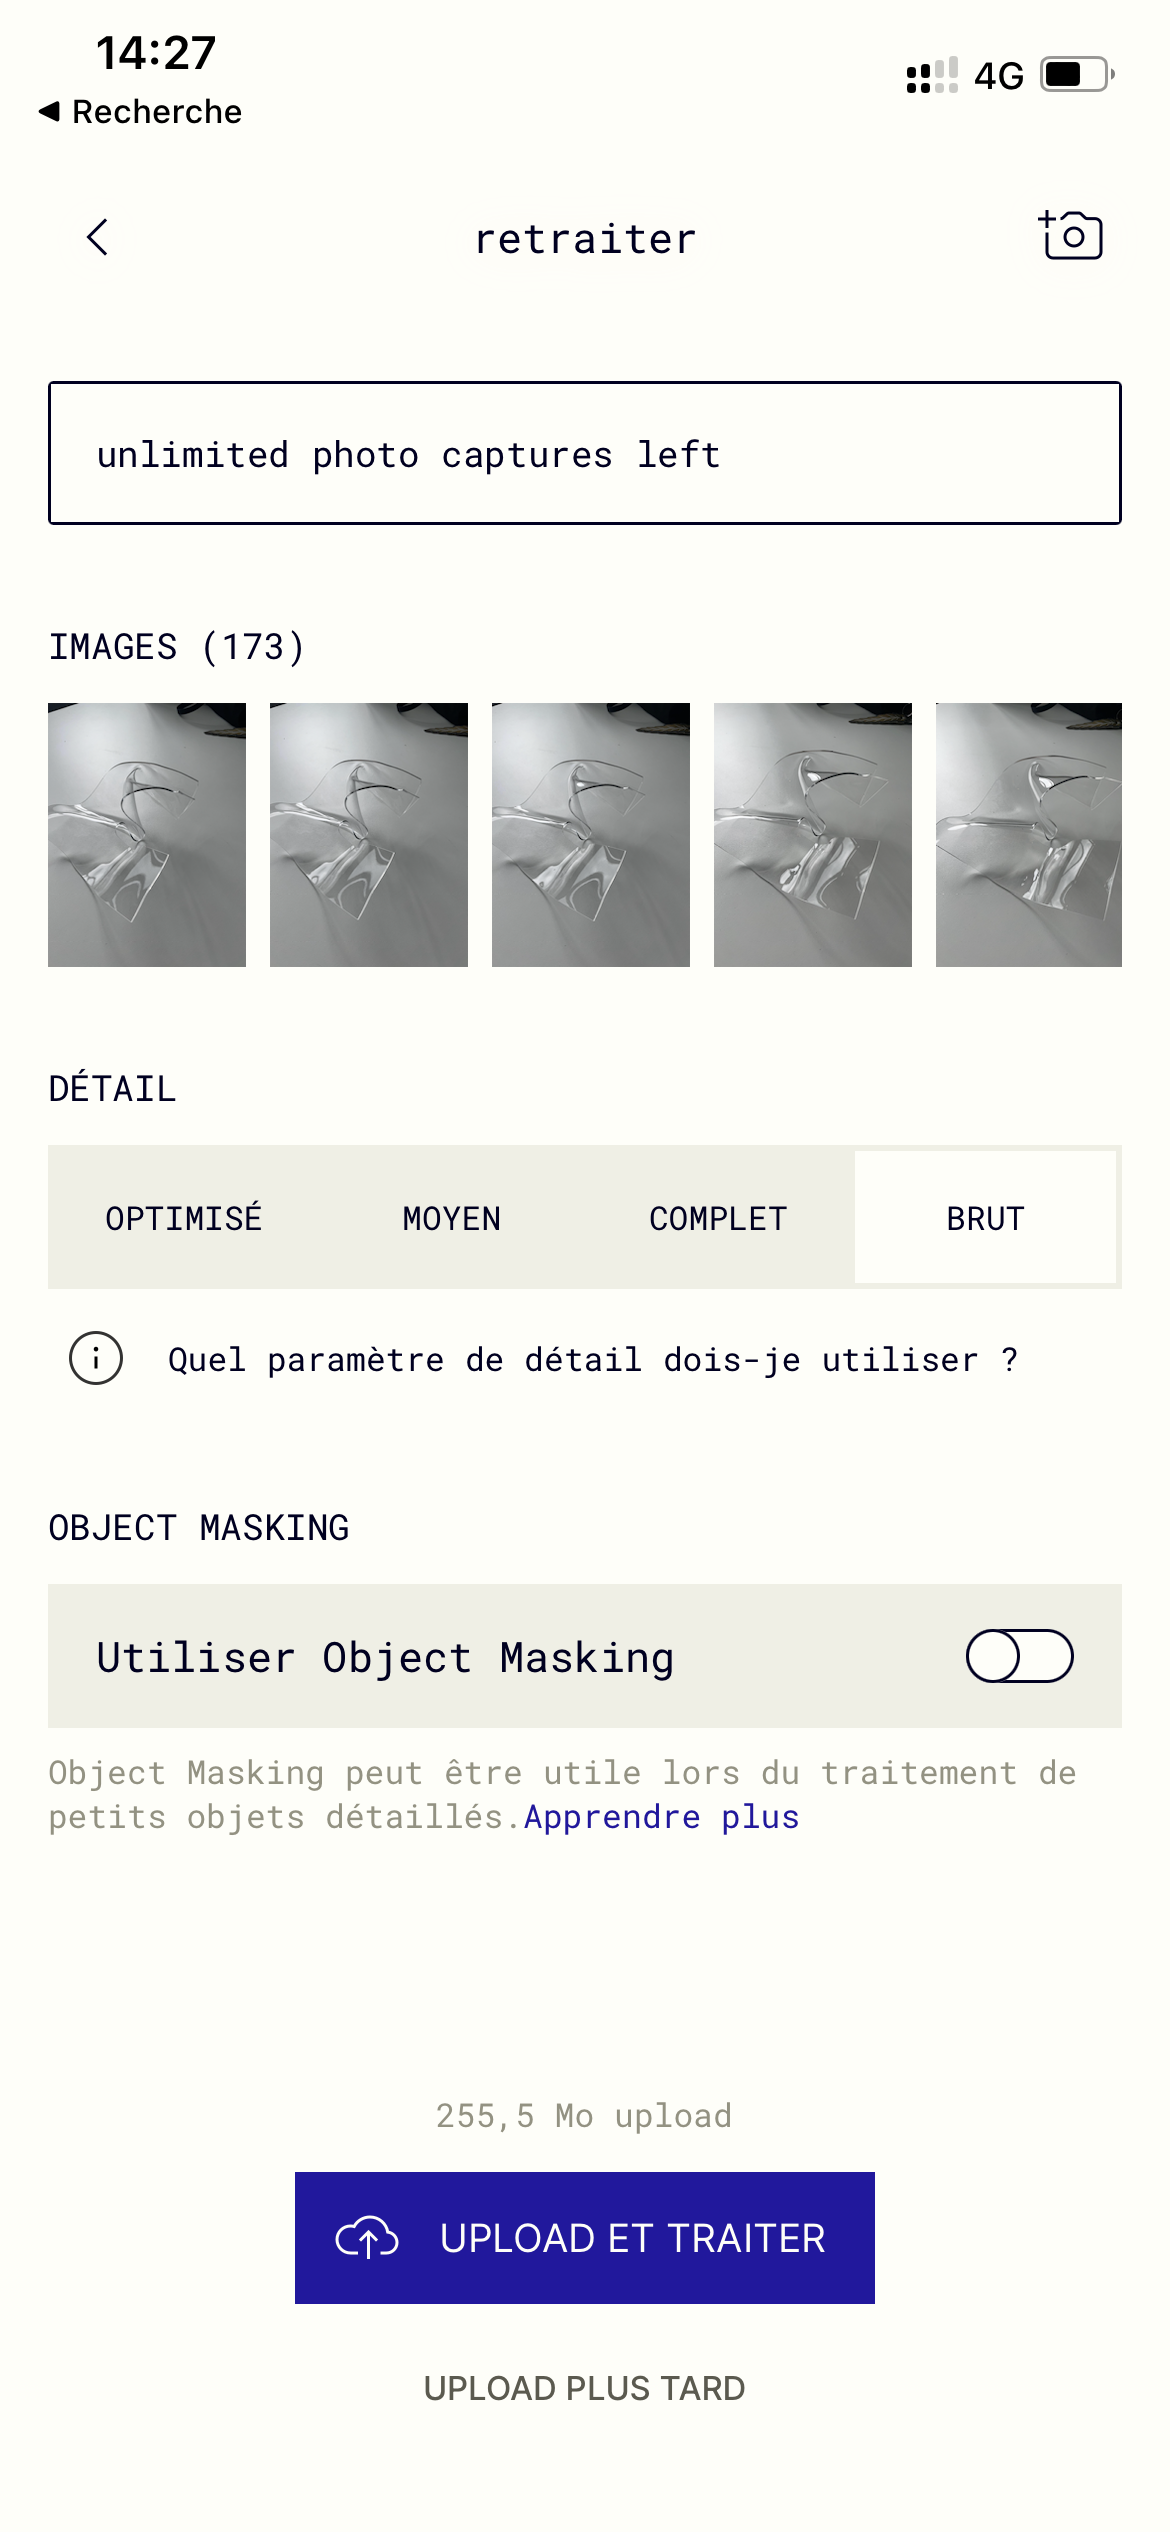 14:27
4G
◀ Recherche
retraiter
unlimited photo captures left
IMAGES (173)
DÉTAIL
OPTIMISÉ MOYEN COMPLET BRUT
Quel paramètre de détail dois-je utiliser ?
OBJECT MASKING
Utiliser Object Masking
Object Masking peut être utile lors du traitement de
petits objets détaillés.Apprendre plus
255,5 Mo upload
UPLOAD ET TRAITER
UPLOAD PLUS TARD